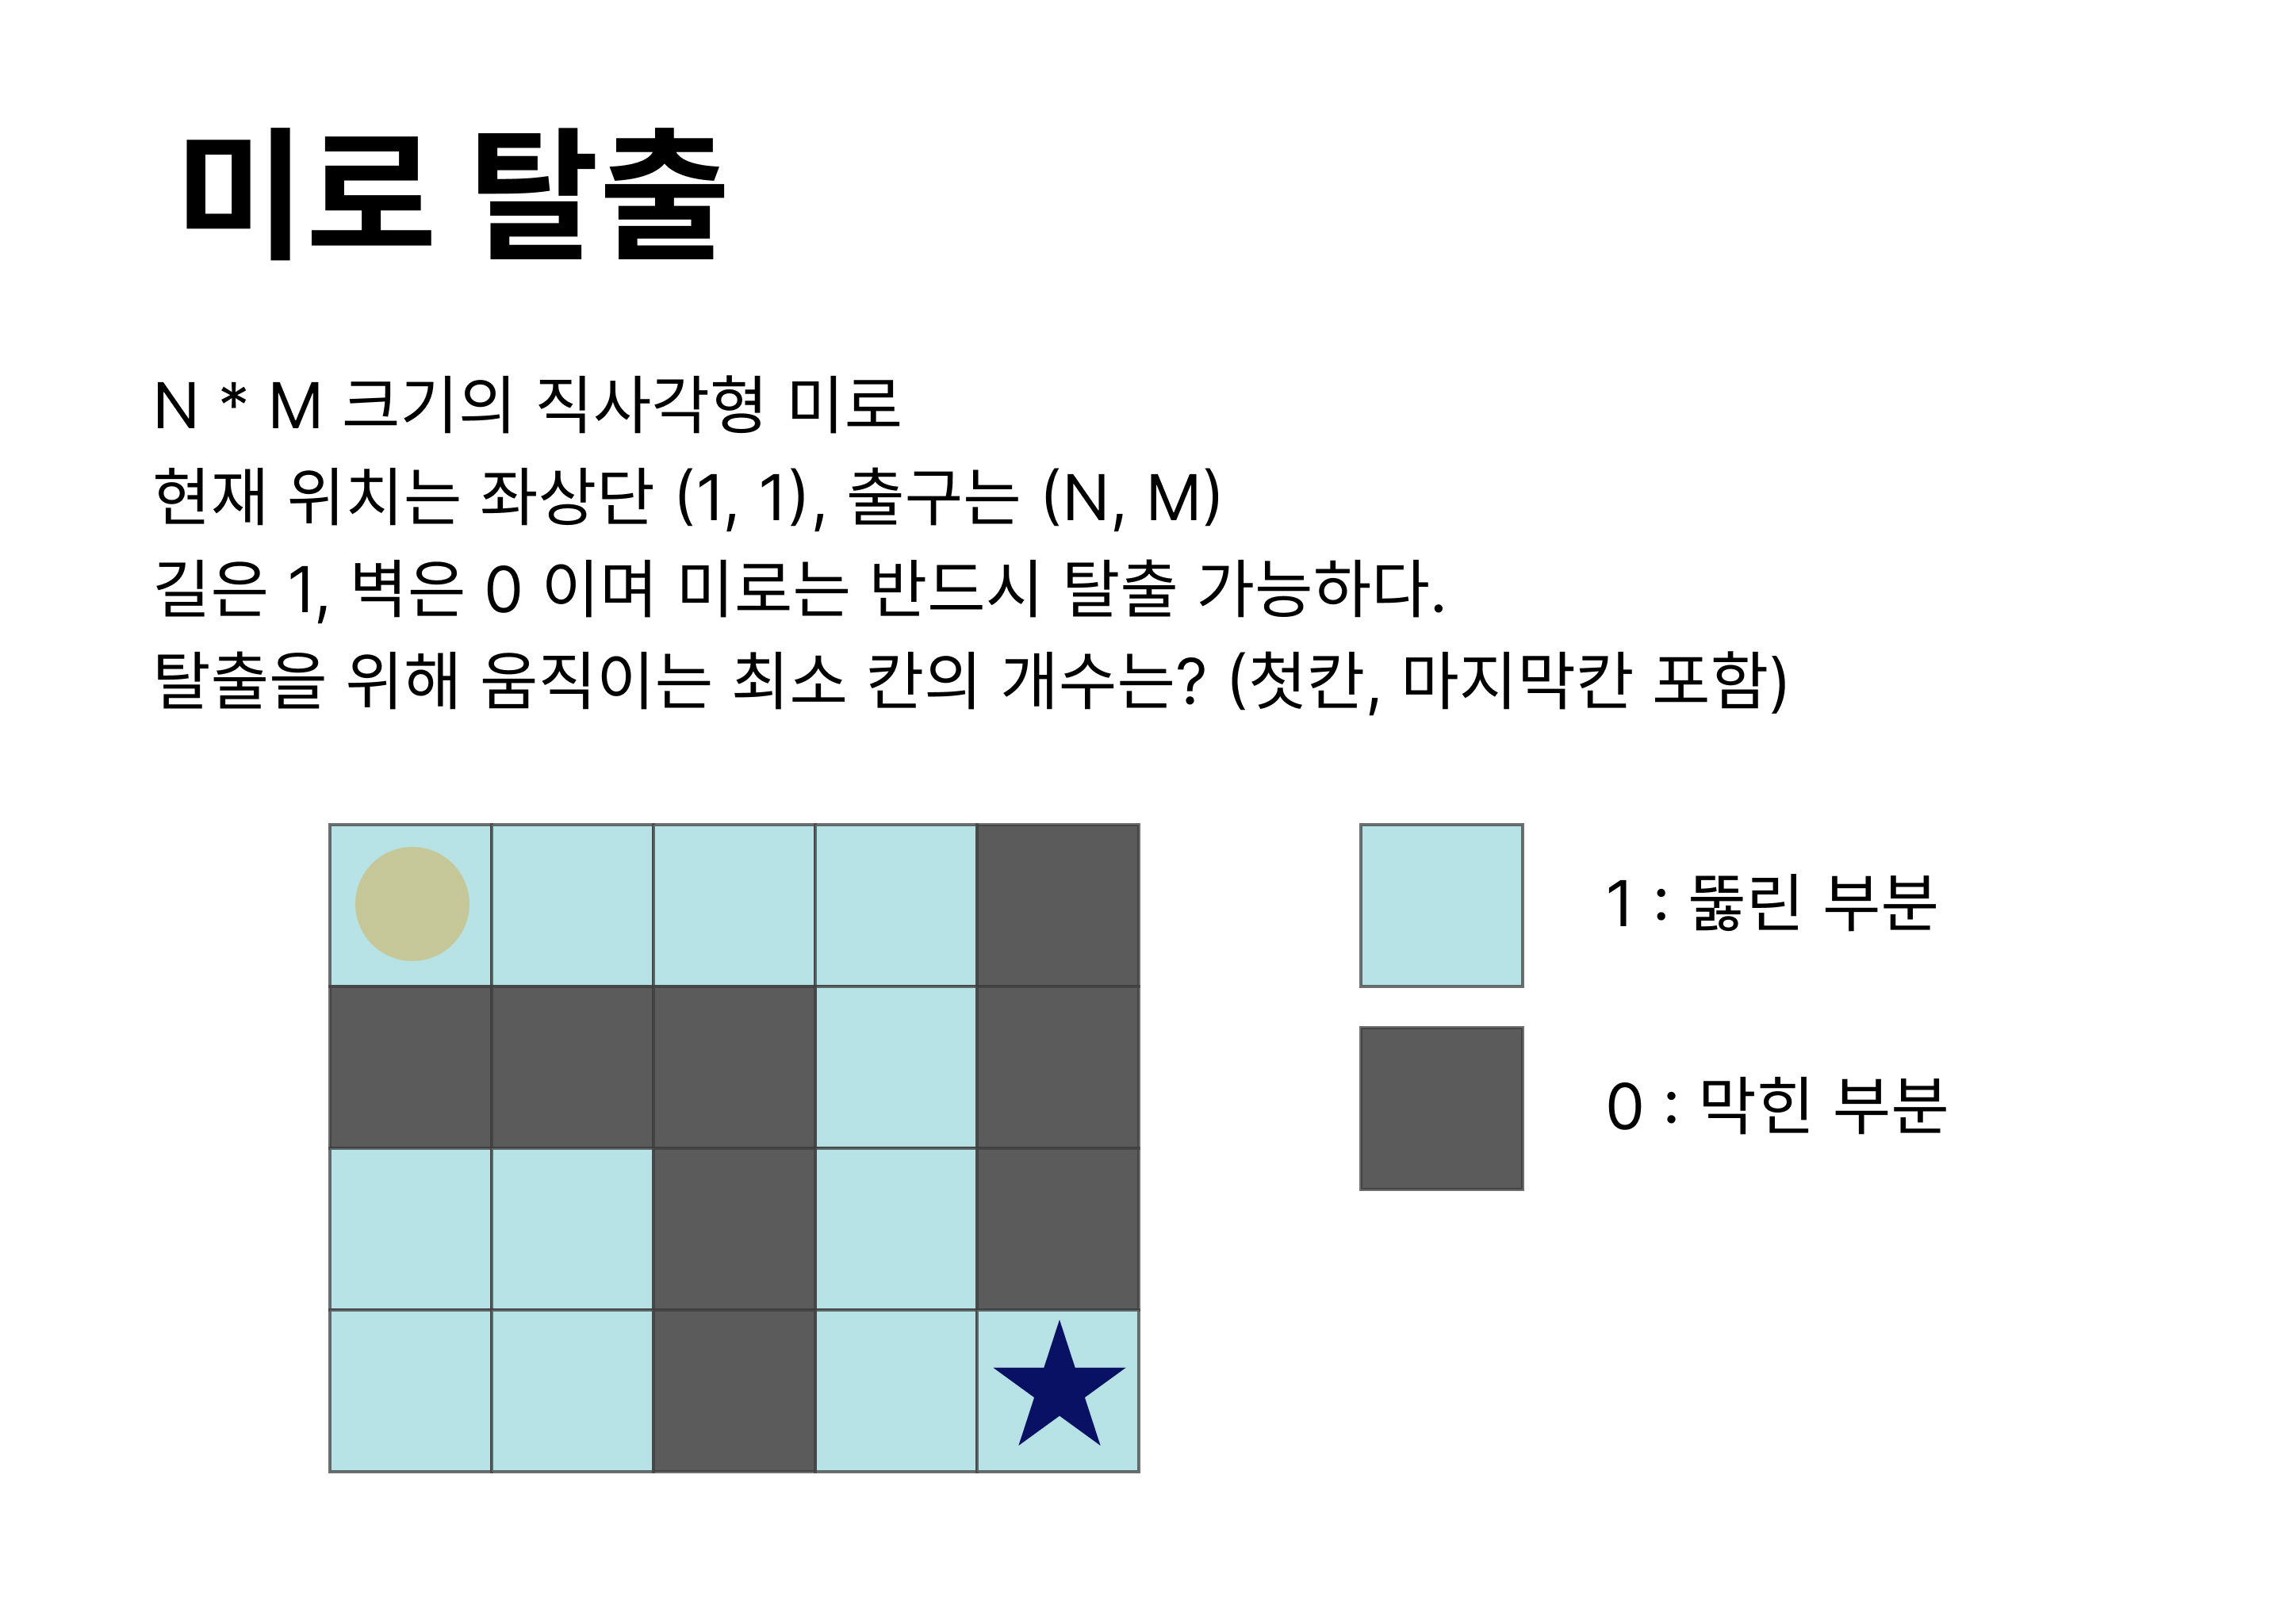 미로 탈출
N * M 크기의 직사각형 미로
현재 위치는 좌상단 (1, 1), 출구는 (N, M)
길은 1, 벽은 0 이며 미로는 반드시 탈출 가능하다.
탈출을 위해 움직이는 최소 칸의 개수는? (첫칸, 마지막칸 포함)
1 : 뚫린 부분
0 : 막힌 부분